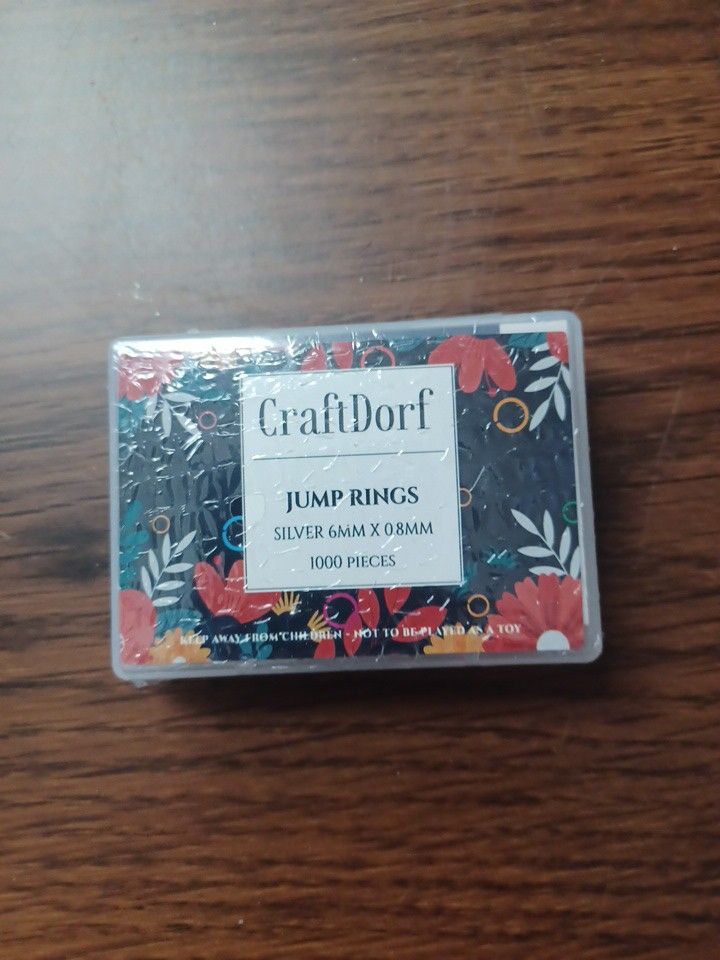 CraftDorf
JUMP RINGS
SILVER 6MM X 0.8MM
1000 PIECES
KEEP AWAY FROM CHILDREN - NOT TO BE PLAYED AS A TOY